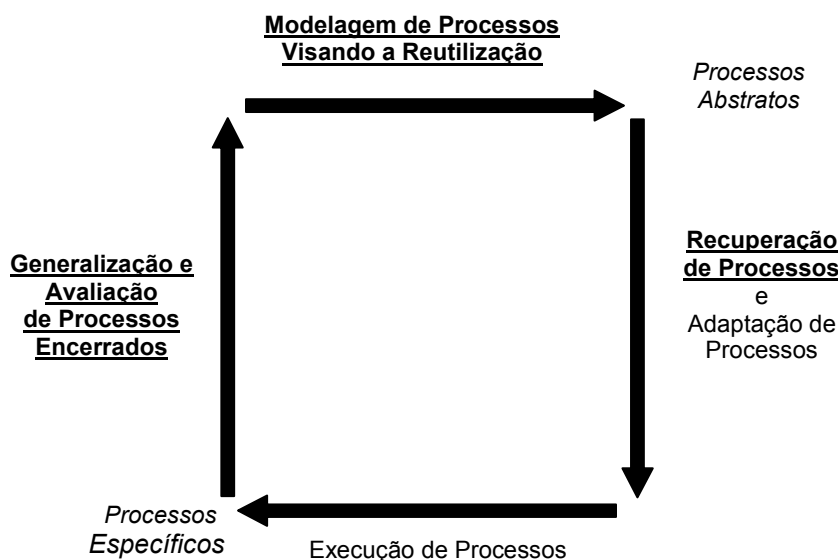 Modelagem de Processos
Visando a Reutilização
Processos
Abstratos
Recuperação
de Processos
e
Adaptação de
Processos
Generalização e
Avaliação
de Processos
Encerrados
Processos
Específicos
Execução de Processos